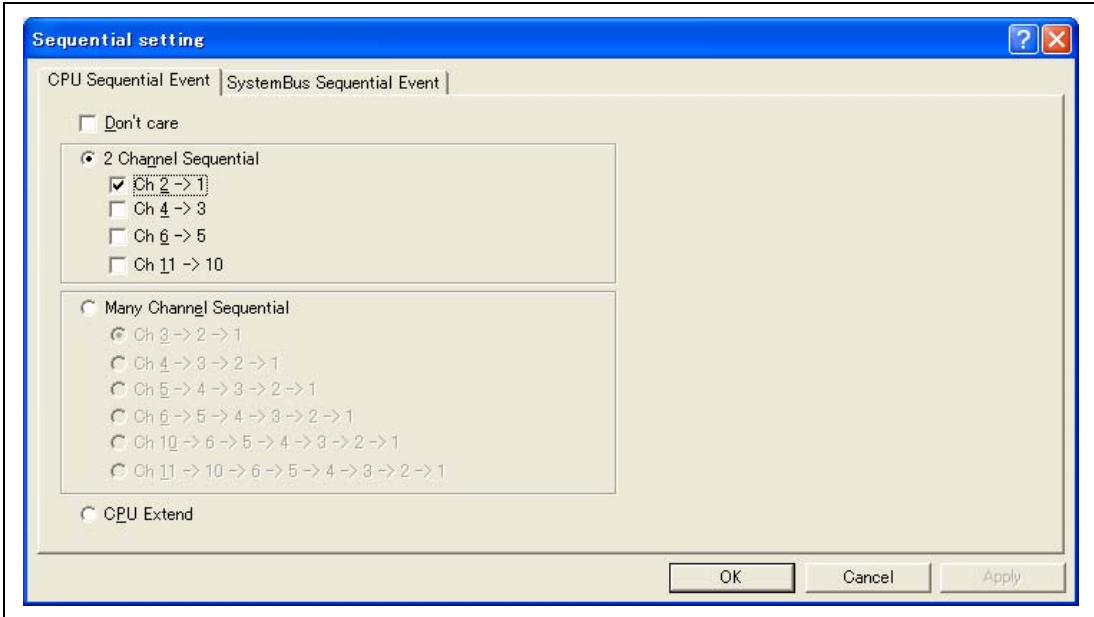 Sequential setting
CPU Sequential Event
SystemBus Sequential Event
Don't care
2 Channel Sequential
Ch 2 -> 1
Ch 4 -> 3
Ch 6 -> 5
Ch 11 -> 10
Many Channel Sequential
Ch 3 -> 2 -> 1
Ch 4 -> 3 -> 2 -> 1
Ch 5 -> 4 -> 3 -> 2 -> 1
Ch 6 -> 5 -> 4 -> 3 -> 2 -> 1
Ch 10 -> 6 -> 5 -> 4 -> 3 -> 2 -> 1
Ch 11 -> 10 -> 6 -> 5 -> 4 -> 3 -> 2 -> 1
CPU Extend
OK
Cancel
Apply